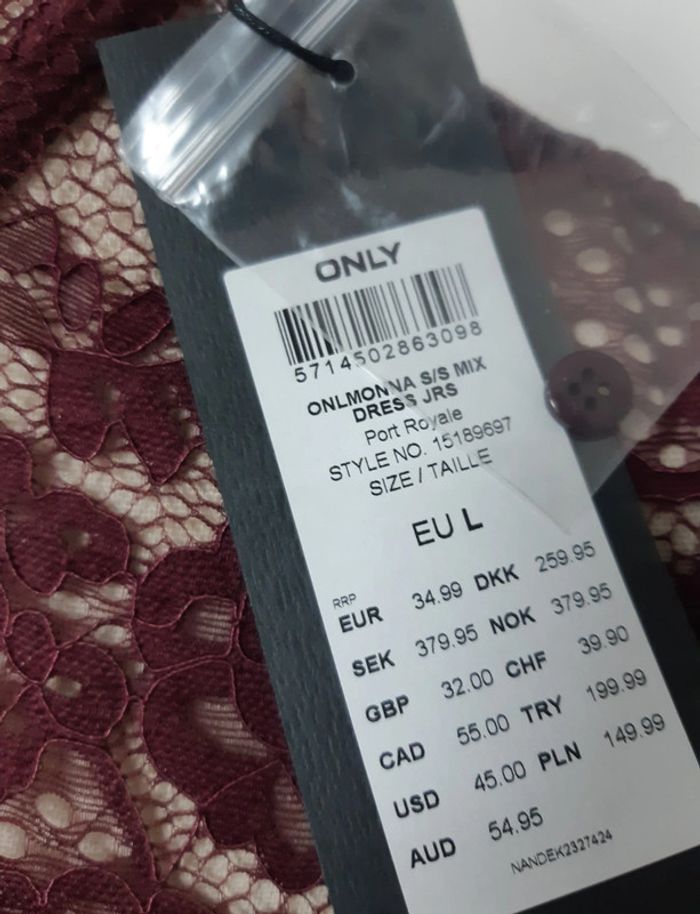 ONLY
5714502863098
ONLMONNA S/S MIX
DRESS JRS
Port Royale
STYLE NO. 15189697
SIZE / TAILLE
EU L
RRP
EUR 34.99 DKK 259.95
SEK 379.95 NOK 379.95
GBP 32.00 CHF 39.90
CAD 55.00 TRY 199.99
USD 45.00 PLN 149.99
AUD 54.95
NANDEK2327424